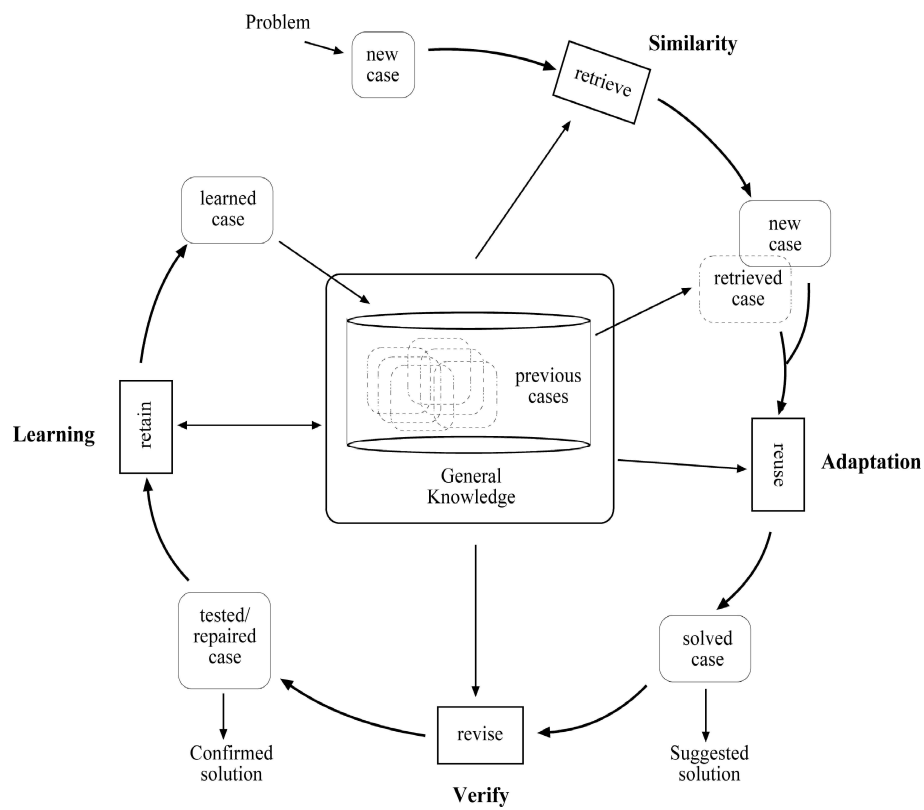 Problem
new
case
retrieve
Similarity
learned
case
new
case
retrieved
case
previous
cases
General
Knowledge
Learning
retain
reuse
Adaptation
tested/
repaired
case
solved
case
revise
Confirmed
solution
Suggested
solution
Verify